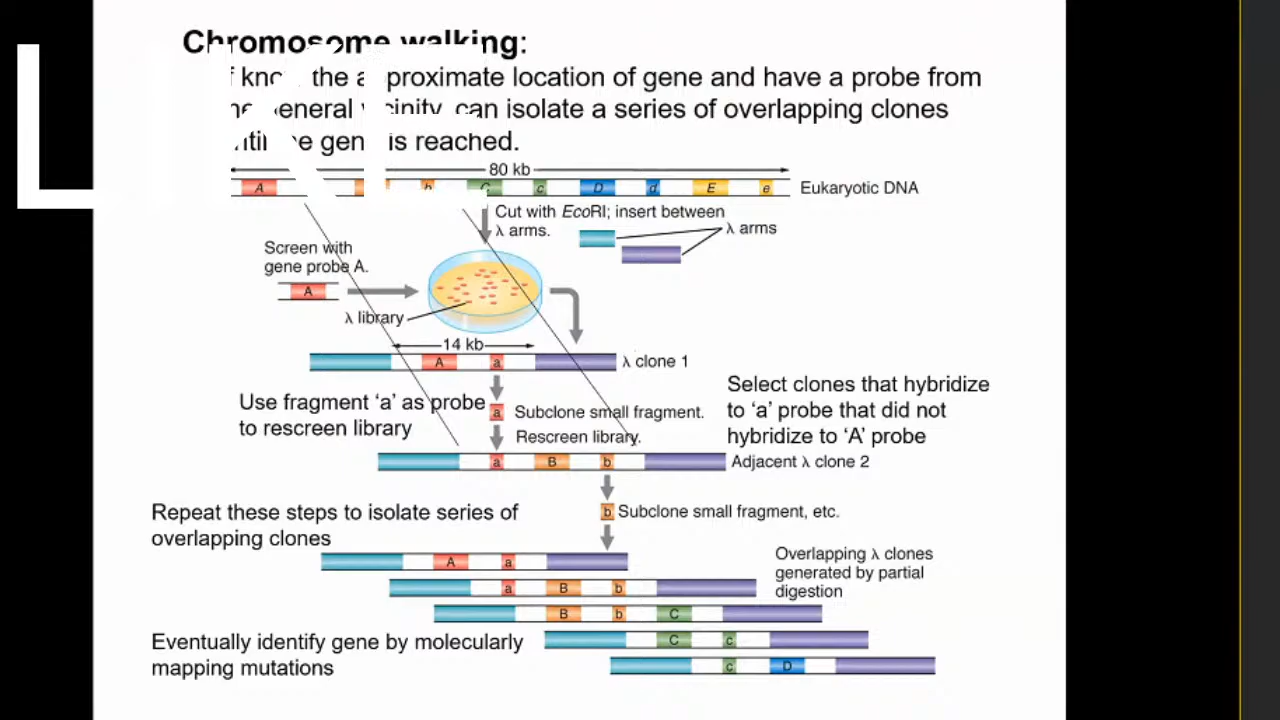 Chromosome walking:
know the approximate location of gene and have a probe from
general vicinity, can isolate a series of overlapping clones
gene is reached.
80 kb
A b C c D d E e Eukaryotic DNA
Cut with EcoRI; insert between
λ arms.
λ arms
Screen with
gene probe A.
A
λ library
14 kb
A a λ clone 1
Use fragment ‘a’ as probe
to rescreen library
a Subclone small fragment.
Rescreen library.
Select clones that hybridize
to ‘a’ probe that did not
hybridize to ‘A’ probe
a B b Adjacent λ clone 2
Repeat these steps to isolate series of
overlapping clones
b Subclone small fragment, etc.
A a
Overlapping λ clones
generated by partial
digestion
a B b
B b C
Eventually identify gene by molecularly
mapping mutations
C c
c D